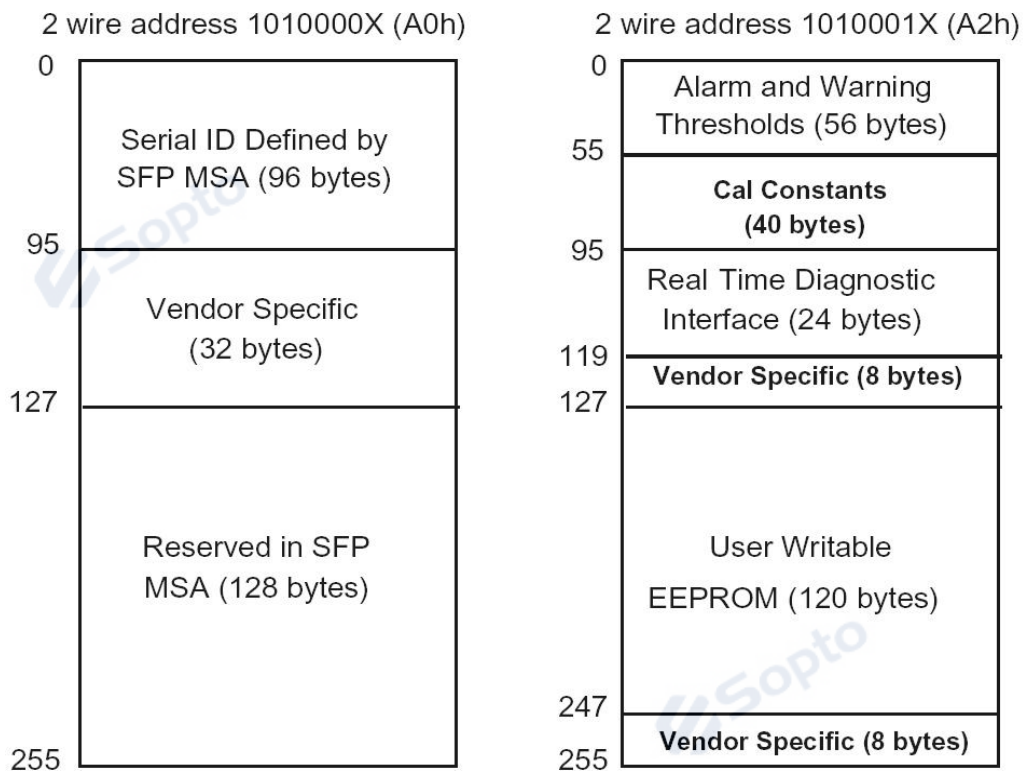 2 wire address 1010000X (A0h)
0
Serial ID Defined by
SFP MSA (96 bytes)
95
Vendor Specific
(32 bytes)
127
Reserved in SFP
MSA (128 bytes)
255
Sopto
2 wire address 1010001X (A2h)
0
Alarm and Warning
Thresholds (56 bytes)
55
Cal Constants
(40 bytes)
95
Real Time Diagnostic
Interface (24 bytes)
119
Vendor Specific (8 bytes)
127
User Writable
EEPROM (120 bytes)
247
Vendor Specific (8 bytes)
255
Sopto